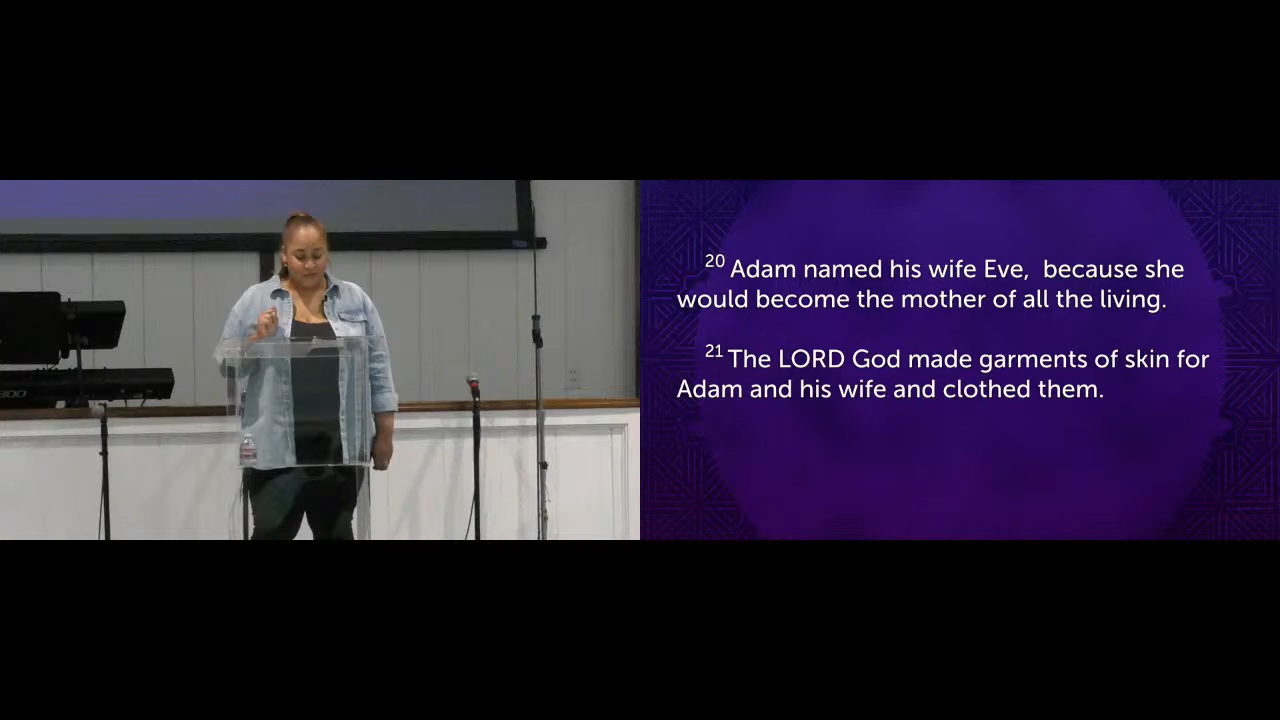 20 Adam named his wife Eve,  because she
would become the mother of all the living.
21 The LORD God made garments of skin for
Adam and his wife and clothed them.